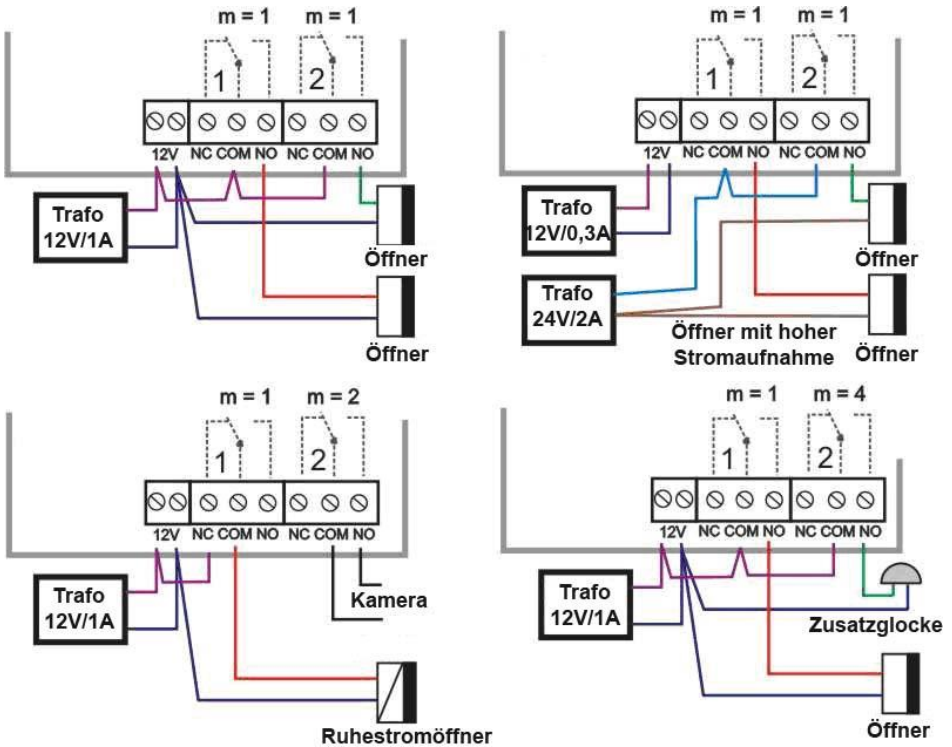 m = 1 m = 1
1 2
12V NC COM NO NC COM NO
Trafo
12V/1A
Öffner
Öffner
m = 1 m = 1
1 2
12V NC COM NO NC COM NO
Trafo
12V/0,3A
Öffner
Trafo
24V/2A
Öffner mit hoher
Stromaufnahme
Öffner
m = 1 m = 2
1 2
12V NC COM NO NC COM NO
Trafo
12V/1A
Kamera
Ruhestromöffner
m = 1 m = 4
1 2
12V NC COM NO NC COM NO
Trafo
12V/1A
Zusatzglocke
Öffner